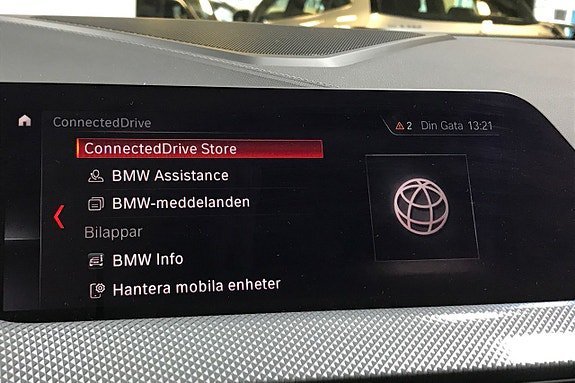 ConnectedDrive
2 Din Gata 13:21
ConnectedDrive Store
BMW Assistance
BMW-meddelanden
Bilappar
BMW Info
Hantera mobila enheter